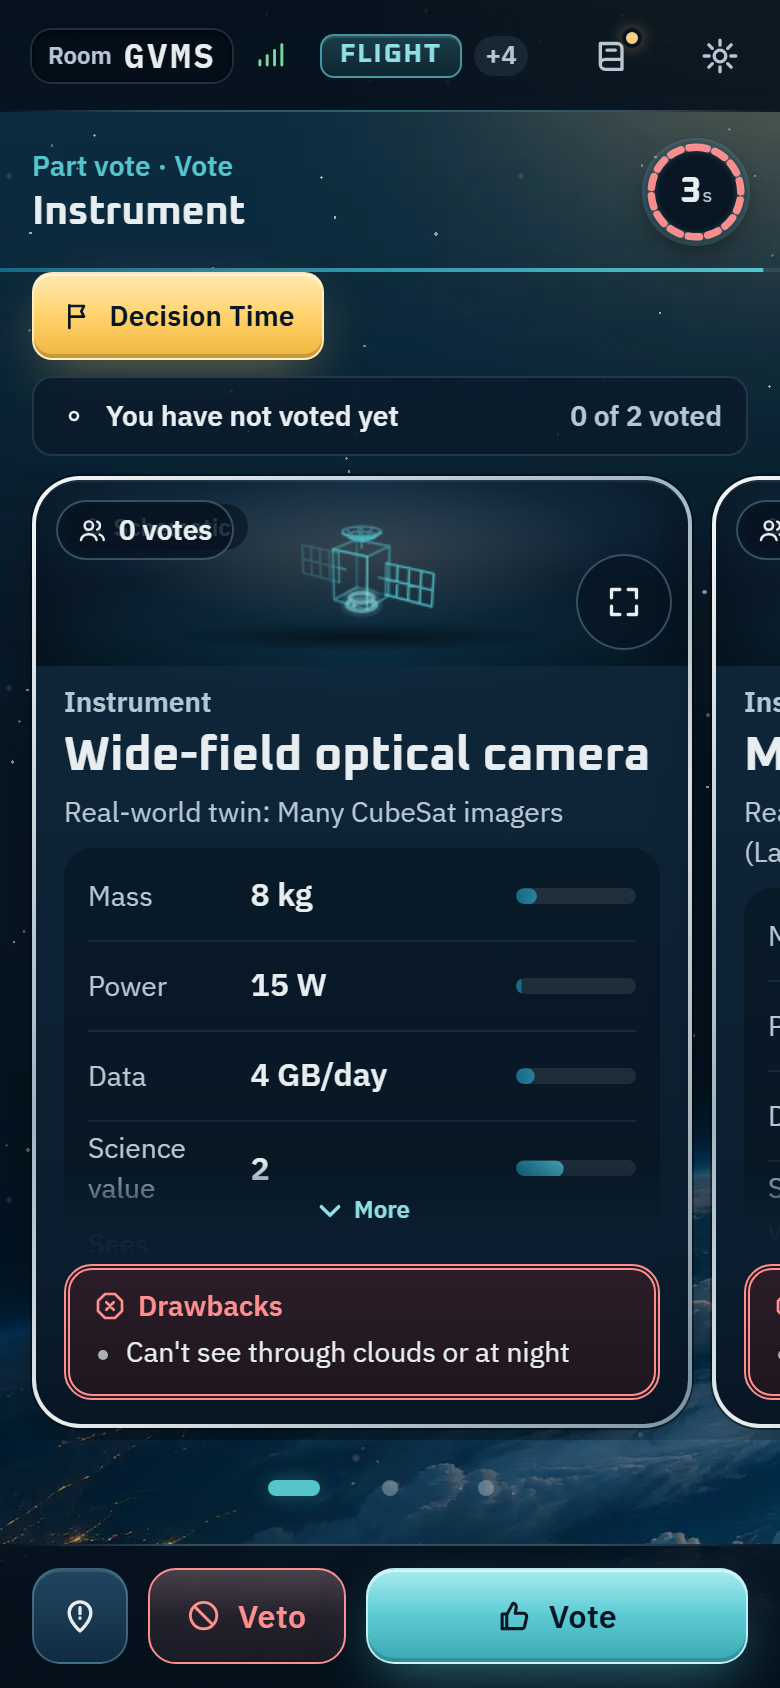 Room GVMS
FLIGHT
+4
Part vote · Vote
Instrument
3s
Decision Time
You have not voted yet
0 of 2 voted
0 votes
Instrument
Wide-field optical camera
Real-world twin: Many CubeSat imagers
Mass 8 kg
Power 15 W
Data 4 GB/day
Science value 2
More
Sees
Drawbacks
• Can't see through clouds or at night
Veto
Vote